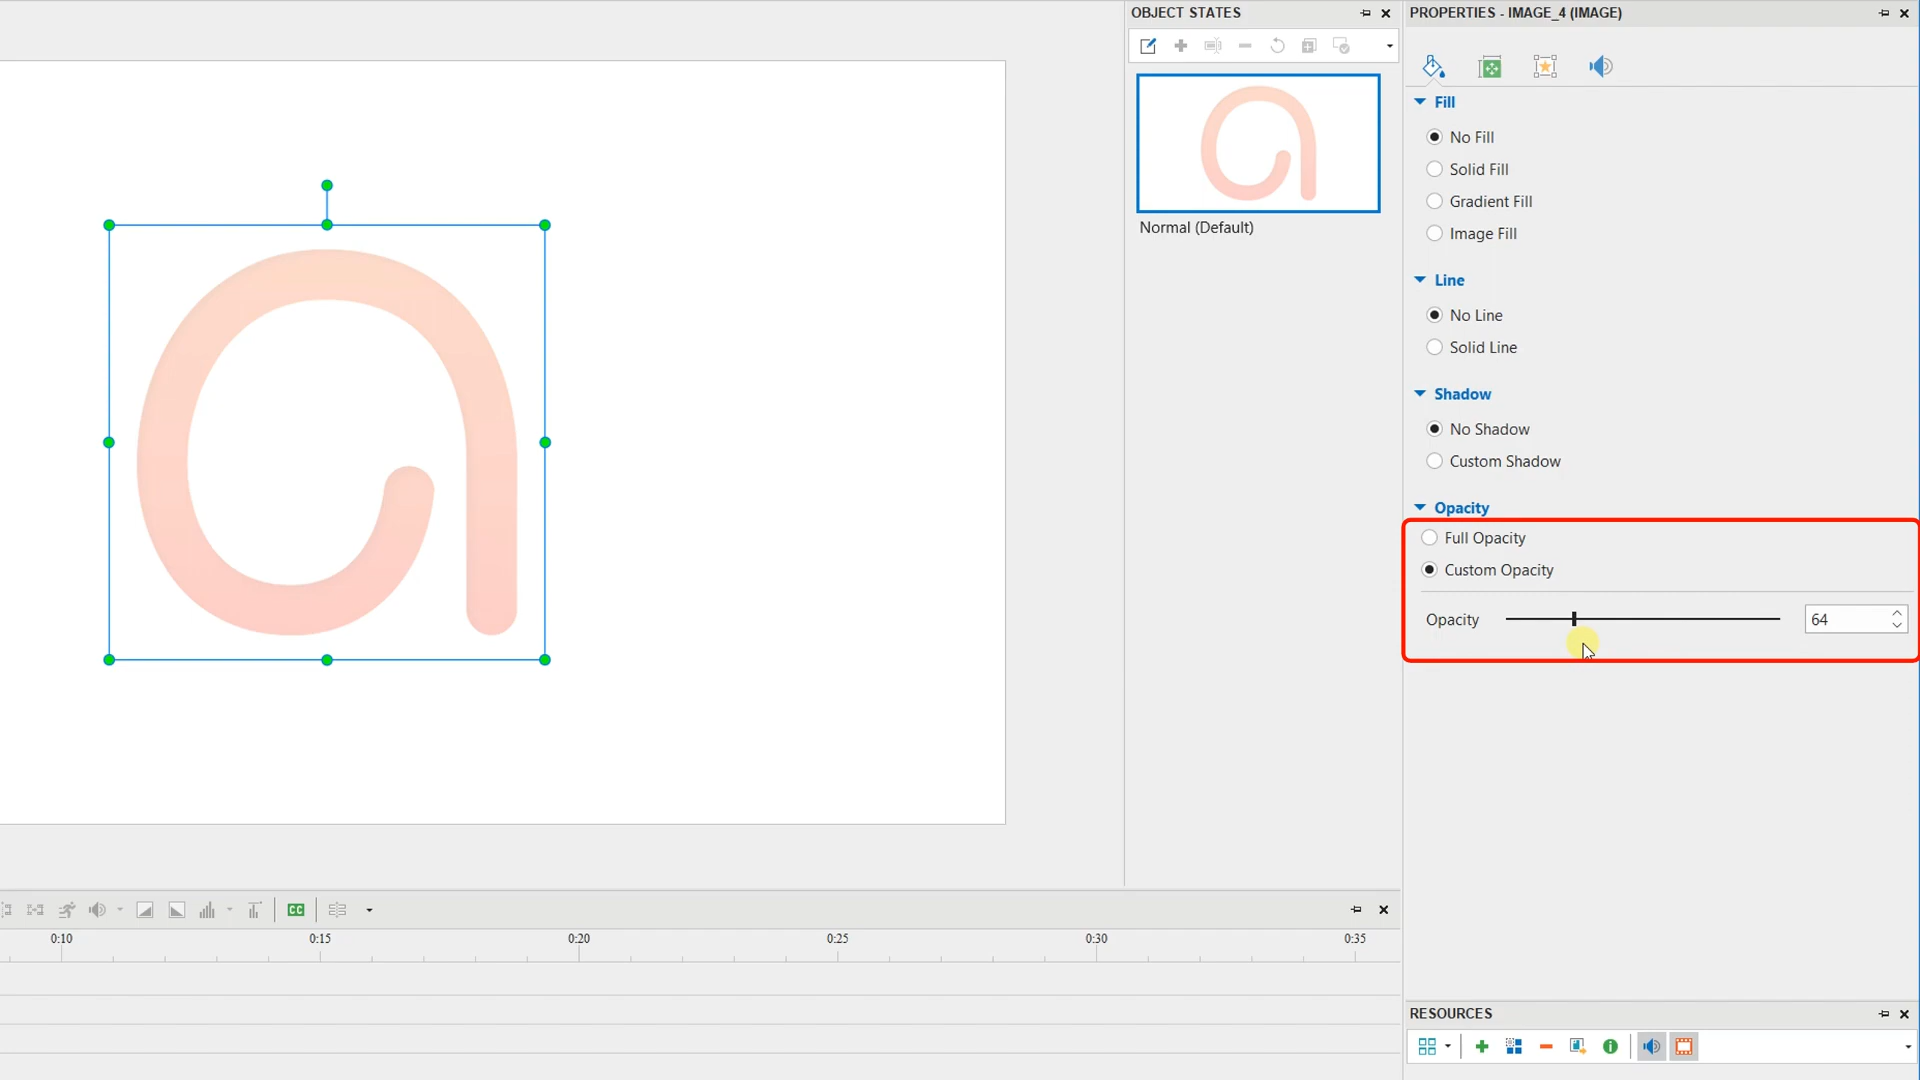 OBJECT STATES
Normal (Default)
PROPERTIES - IMAGE_4 (IMAGE)
Fill
No Fill
Solid Fill
Gradient Fill
Image Fill
Line
No Line
Solid Line
Shadow
No Shadow
Custom Shadow
Opacity
Full Opacity
Custom Opacity
Opacity 64
CC
0:10 0:15 0:20 0:25 0:30 0:35
RESOURCES